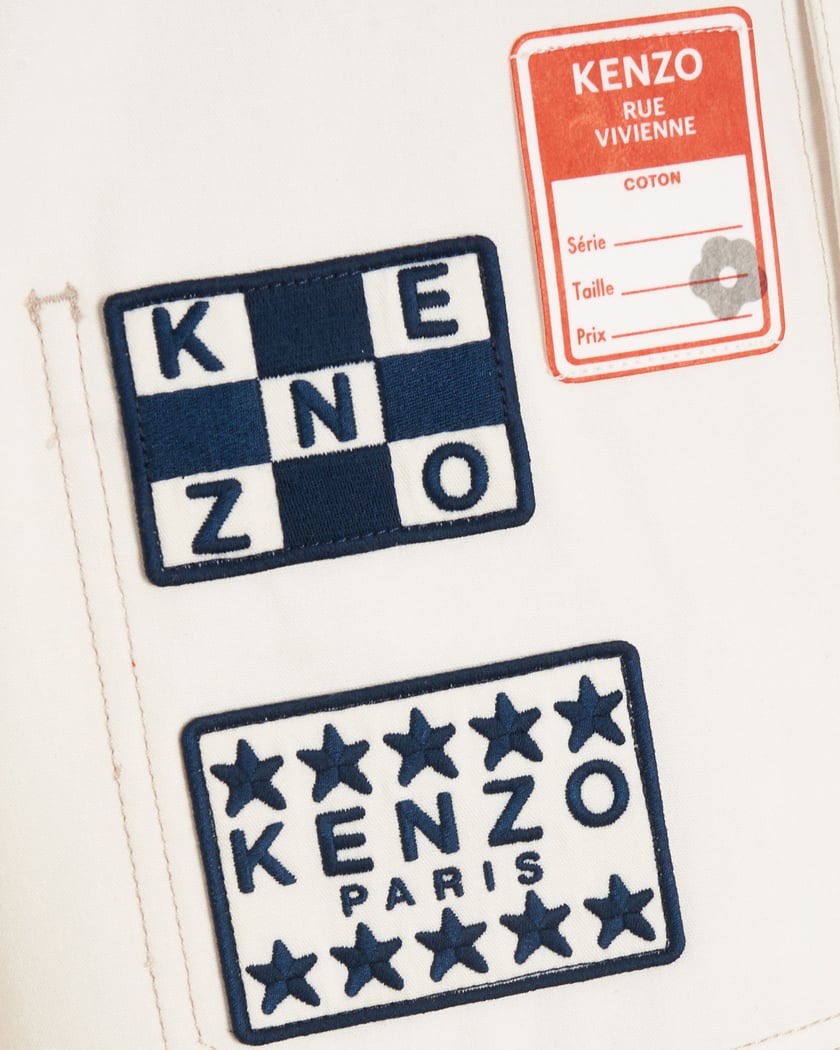 KENZO
RUE
VIVIENNE
COTON
Série
Taille
Prix
K E
N
Z O
KENZO
PARIS